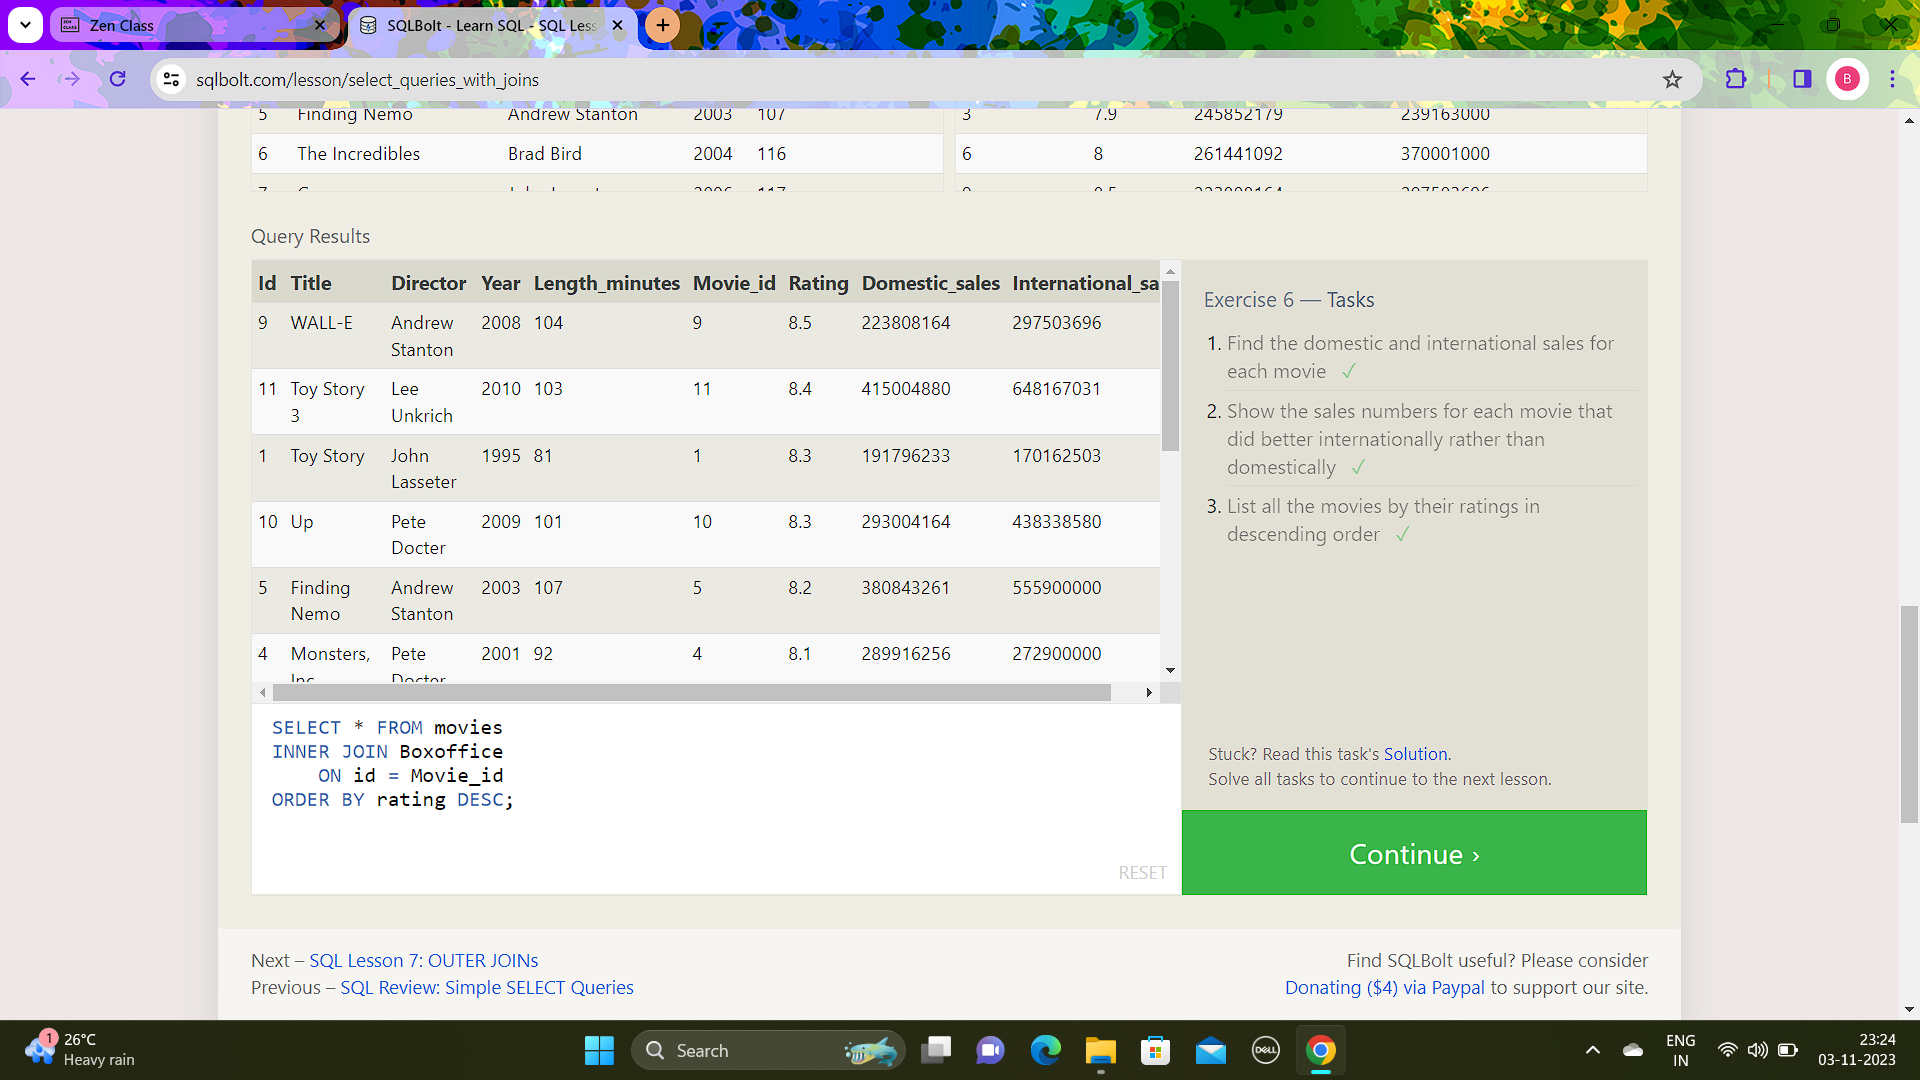 Zen Class
SQLBolt - Learn SQL - SQL Less
sqlbolt.com/lesson/select_queries_with_joins
B
5 Finding Nemo Andrew Stanton 2003 107 3 7.9 245852179 239163000
6 The Incredibles Brad Bird 2004 116 6 8 261441092 370001000
Query Results
Id Title Director Year Length_minutes Movie_id Rating Domestic_sales International_sa
9 WALL-E Andrew Stanton 2008 104 9 8.5 223808164 297503696
11 Toy Story 3 Lee Unkrich 2010 103 11 8.4 415004880 648167031
1 Toy Story John Lasseter 1995 81 1 8.3 191796233 170162503
10 Up Pete Docter 2009 101 10 8.3 293004164 438338580
5 Finding Nemo Andrew Stanton 2003 107 5 8.2 380843261 555900000
4 Monsters, Inc Pete Docter 2001 92 4 8.1 289916256 272900000
Exercise 6 — Tasks
1. Find the domestic and international sales for
each movie ✓
2. Show the sales numbers for each movie that
did better internationally rather than
domestically ✓
3. List all the movies by their ratings in
descending order ✓
SELECT * FROM movies
INNER JOIN Boxoffice
ON id = Movie_id
ORDER BY rating DESC;
RESET
Stuck? Read this task's Solution.
Solve all tasks to continue to the next lesson.
Continue ›
Next – SQL Lesson 7: OUTER JOINs
Previous – SQL Review: Simple SELECT Queries
Find SQLBolt useful? Please consider
Donating ($4) via Paypal to support our site.
1
26°C
Heavy rain
Search
DELL
ENG
IN
23:24
03-11-2023